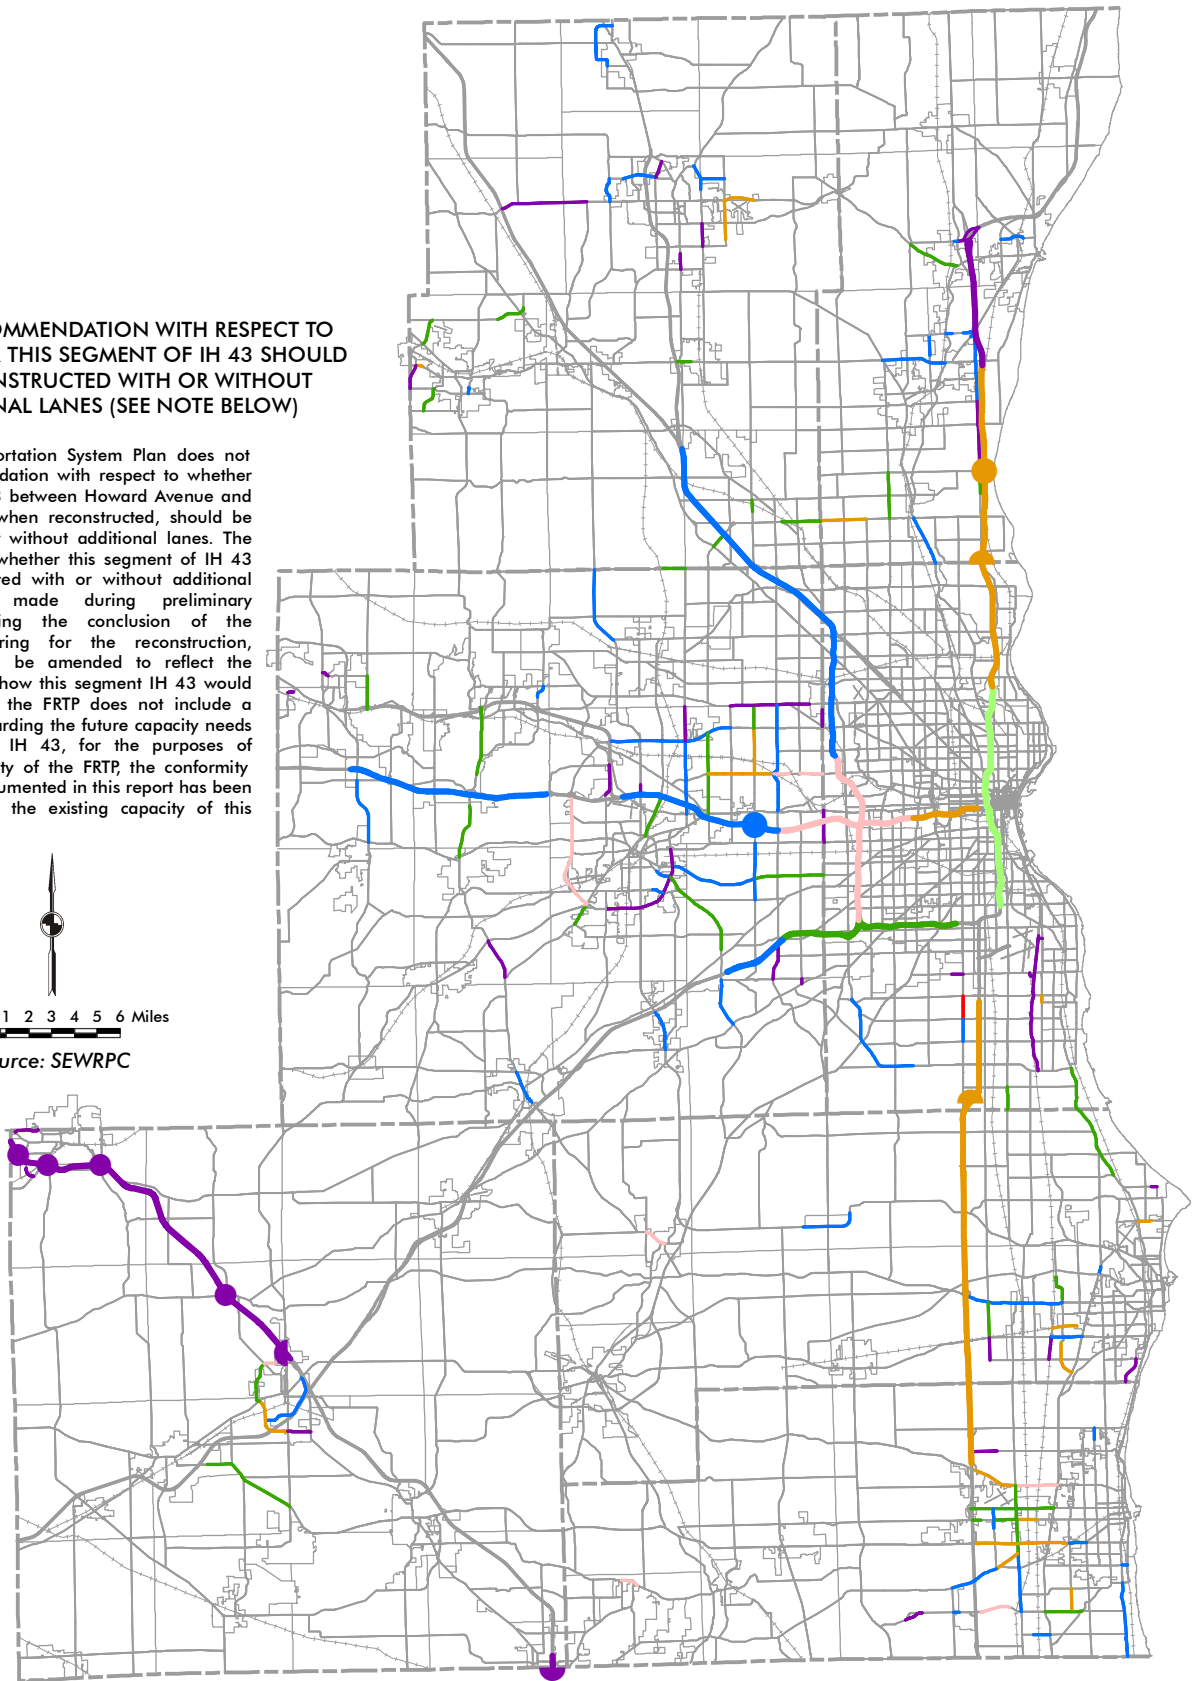 OMMENDATION WITH RESPECT TO
THIS SEGMENT OF IH 43 SHOULD
NSTRUCTED WITH OR WITHOUT
NAL LANES (SEE NOTE BELOW)
ortation System Plan does not
dation with respect to whether
3 between Howard Avenue and
when reconstructed, should be
without additional lanes. The
whether this segment of IH 43
ted with or without additional
made during preliminary
ing the conclusion of the
ring for the reconstruction,
be amended to reflect the
how this segment IH 43 would
the FRTP does not include a
arding the future capacity needs
IH 43, for the purposes of
ity of the FRTP, the conformity
umented in this report has been
the existing capacity of this
1 2 3 4 5 6 Miles
urce: SEWRPC